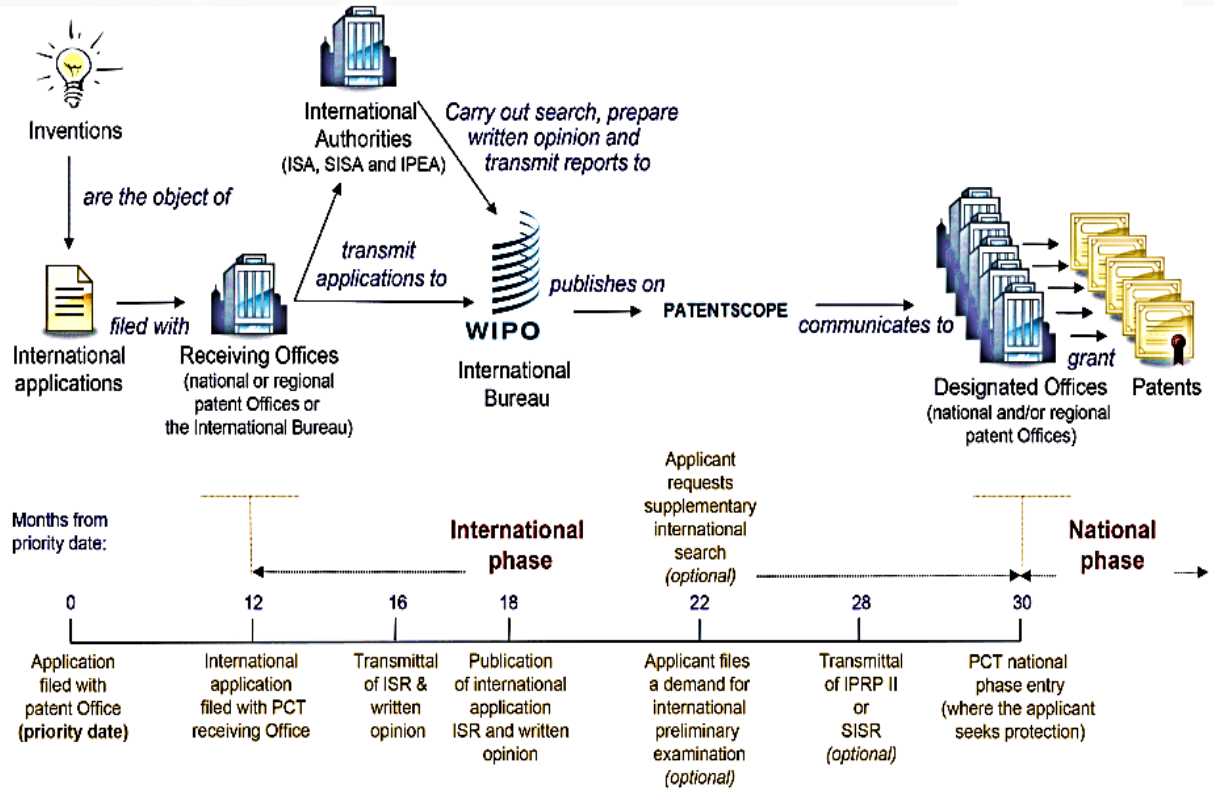 Inventions
are the object of
International
applications
filed with
Receiving Offices
(national or regional
patent Offices or
the International Bureau)
International
Authorities
(ISA, SISA and IPEA)
Carry out search, prepare
written opinion and
transmit reports to
transmit
applications to
WIPO
International
Bureau
publishes on
PATENTSCOPE
communicates to
Designated Offices
(national and/or regional
patent Offices)
grant
Patents
Months from
priority date:
International
phase
Applicant
requests
supplementary
international
search
(optional)
National
phase
0
12
16
18
22
28
30
Application
filed with
patent Office
(priority date)
International
application
filed with PCT
receiving Office
Transmittal
of ISR &
written
opinion
Publication
of international
application
ISR and written
opinion
Applicant files
a demand for
international
preliminary
examination
(optional)
Transmittal
of IPRP II
or
SISR
(optional)
PCT national
phase entry
(where the applicant
seeks protection)